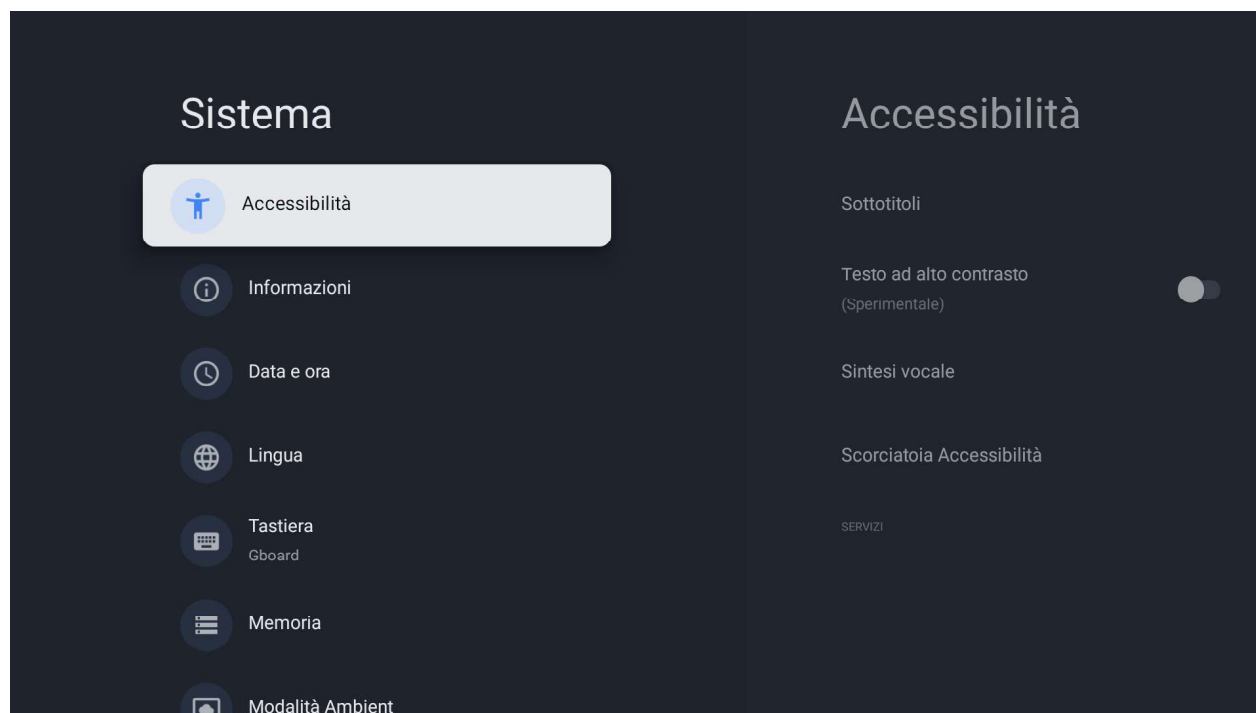 Sistema
Accessibilità
Informazioni
Data e ora
Lingua
Tastiera
Gboard
Memoria
Modalità Ambient
Accessibilità
Sottotitoli
Testo ad alto contrasto
(Sperimentale)
Sintesi vocale
Scorciatoia Accessibilità
SERVIZI